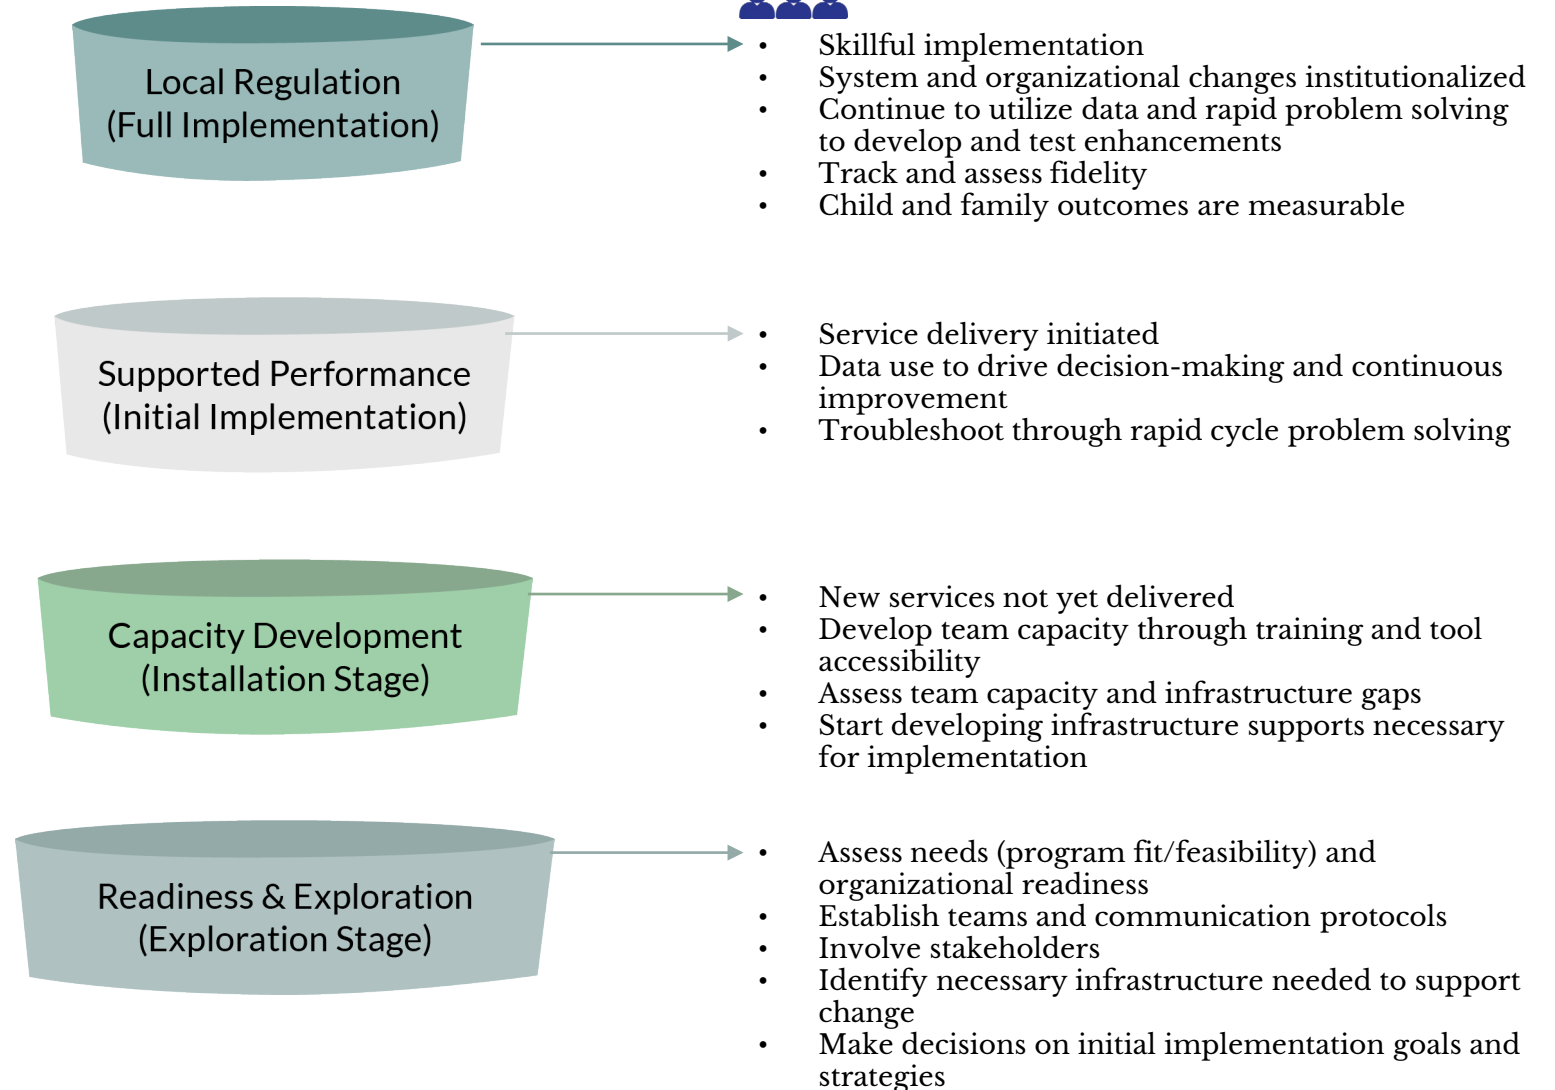 Local Regulation
(Full Implementation)
• Skillful implementation
• System and organizational changes institutionalized
• Continue to utilize data and rapid problem solving
to develop and test enhancements
• Track and assess fidelity
• Child and family outcomes are measurable
Supported Performance
(Initial Implementation)
• Service delivery initiated
• Data use to drive decision-making and continuous
improvement
• Troubleshoot through rapid cycle problem solving
Capacity Development
(Installation Stage)
• New services not yet delivered
• Develop team capacity through training and tool
accessibility
• Assess team capacity and infrastructure gaps
• Start developing infrastructure supports necessary
for implementation
Readiness & Exploration
(Exploration Stage)
• Assess needs (program fit/feasibility) and
organizational readiness
• Establish teams and communication protocols
• Involve stakeholders
• Identify necessary infrastructure needed to support
change
• Make decisions on initial implementation goals and
strategies